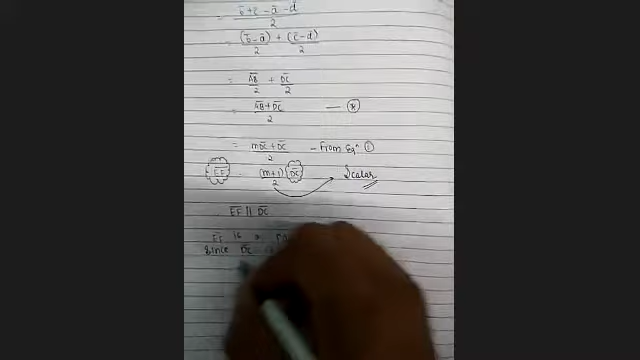 b̄ + c̄ - ā - d̄ / 2
= (b̄ - ā) / 2 + (c̄ - d̄) / 2
= AB̄ / 2 + DC̄ / 2
= AB̄ + DC̄ / 2 — *
= mDC̄ + DC̄ / 2 - From Eqⁿ ①
EF̄ (m+1) / 2 DC̄ Scalar
EF̄ || DC̄
EF̄ is
Since DC̄